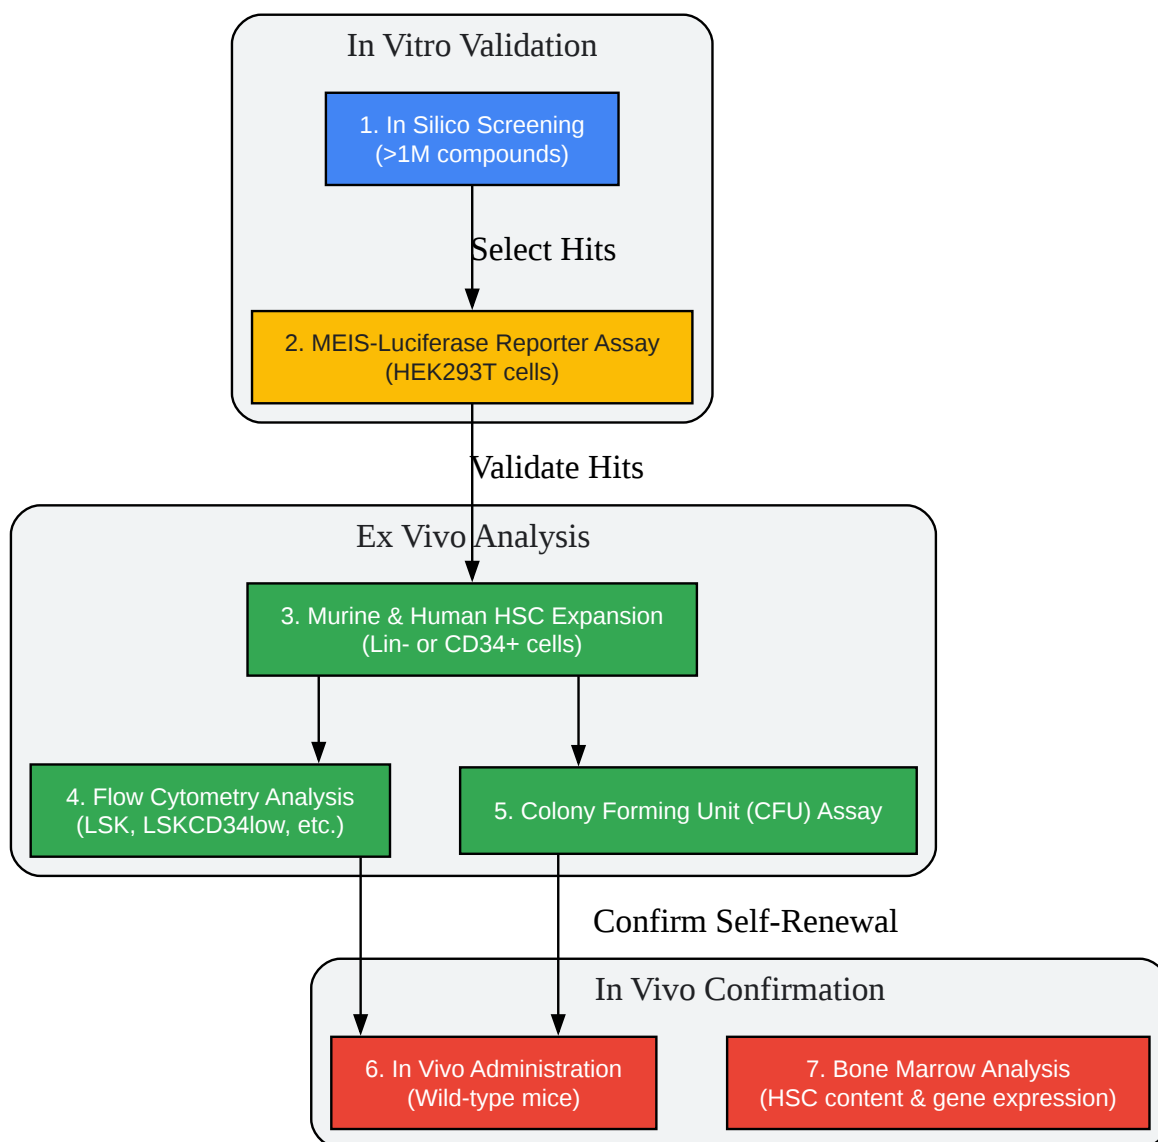 In Vitro Validation
1. In Silico Screening
(>1M compounds)
Select Hits
2. MEIS-Luciferase Reporter Assay
(HEK293T cells)
Validate Hits
Ex Vivo Analysis
3. Murine & Human HSC Expansion
(Lin- or CD34+ cells)
4. Flow Cytometry Analysis
(LSK, LSKCD34low, etc.)
5. Colony Forming Unit (CFU) Assay
Confirm Self-Renewal
In Vivo Confirmation
6. In Vivo Administration
(Wild-type mice)
7. Bone Marrow Analysis
(HSC content & gene expression)